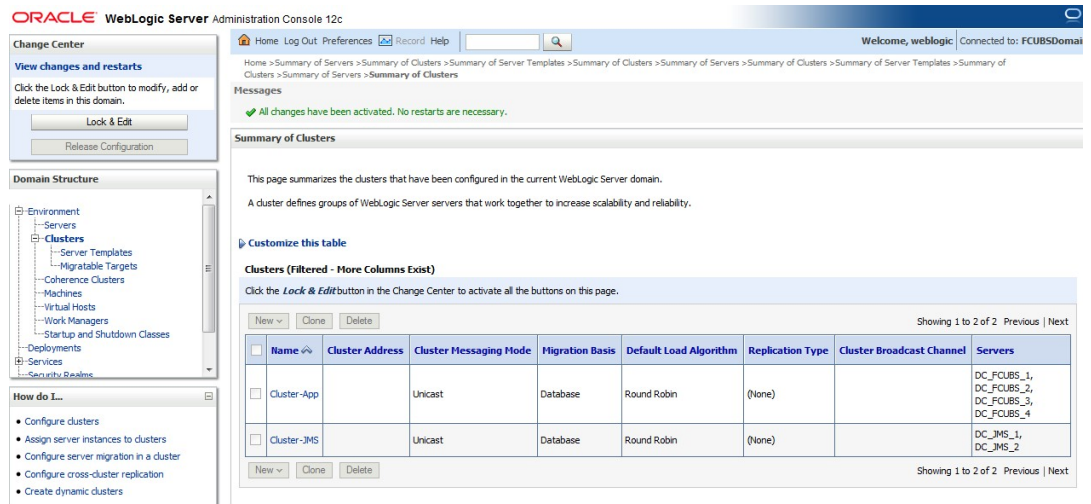 ORACLE WebLogic Server Administration Console 12c
Change Center
View changes and restarts
Click the Lock & Edit button to modify, add or
delete items in this domain.
Lock & Edit
Release Configuration
Domain Structure
Environment
Servers
Clusters
Server Templates
Migratable Targets
Coherence Clusters
Machines
Virtual Hosts
Work Managers
Startup and Shutdown Classes
Deployments
Services
Security Realms
How do I...
Configure clusters
Assign server instances to clusters
Configure server migration in a cluster
Configure cross-cluster replication
Create dynamic clusters
Home Log Out Preferences Record Help
Welcome, weblogic Connected to: FCUBSDomai
Home >Summary of Servers >Summary of Clusters >Summary of Server Templates >Summary of Clusters >Summary of Servers >Summary of Clusters >Summary of Server Templates >Summary of
Clusters >Summary of Servers >Summary of Clusters
Messages
All changes have been activated. No restarts are necessary.
Summary of Clusters
This page summarizes the clusters that have been configured in the current WebLogic Server domain.
A cluster defines groups of WebLogic Server servers that work together to increase scalability and reliability.
Customize this table
Clusters (Filtered - More Columns Exist)
Click the Lock & Edit button in the Change Center to activate all the buttons on this page.
New Clone Delete Showing 1 to 2 of 2 Previous | Next
Name Cluster Address Cluster Messaging Mode Migration Basis Default Load Algorithm Replication Type Cluster Broadcast Channel Servers
Cluster-App Unicast Database Round Robin (None) DC_FCUBS_1,
DC_FCUBS_2,
DC_FCUBS_3,
DC_FCUBS_4
Cluster-JMS Unicast Database Round Robin (None) DC_JMS_1,
DC_JMS_2
New Clone Delete Showing 1 to 2 of 2 Previous | Next